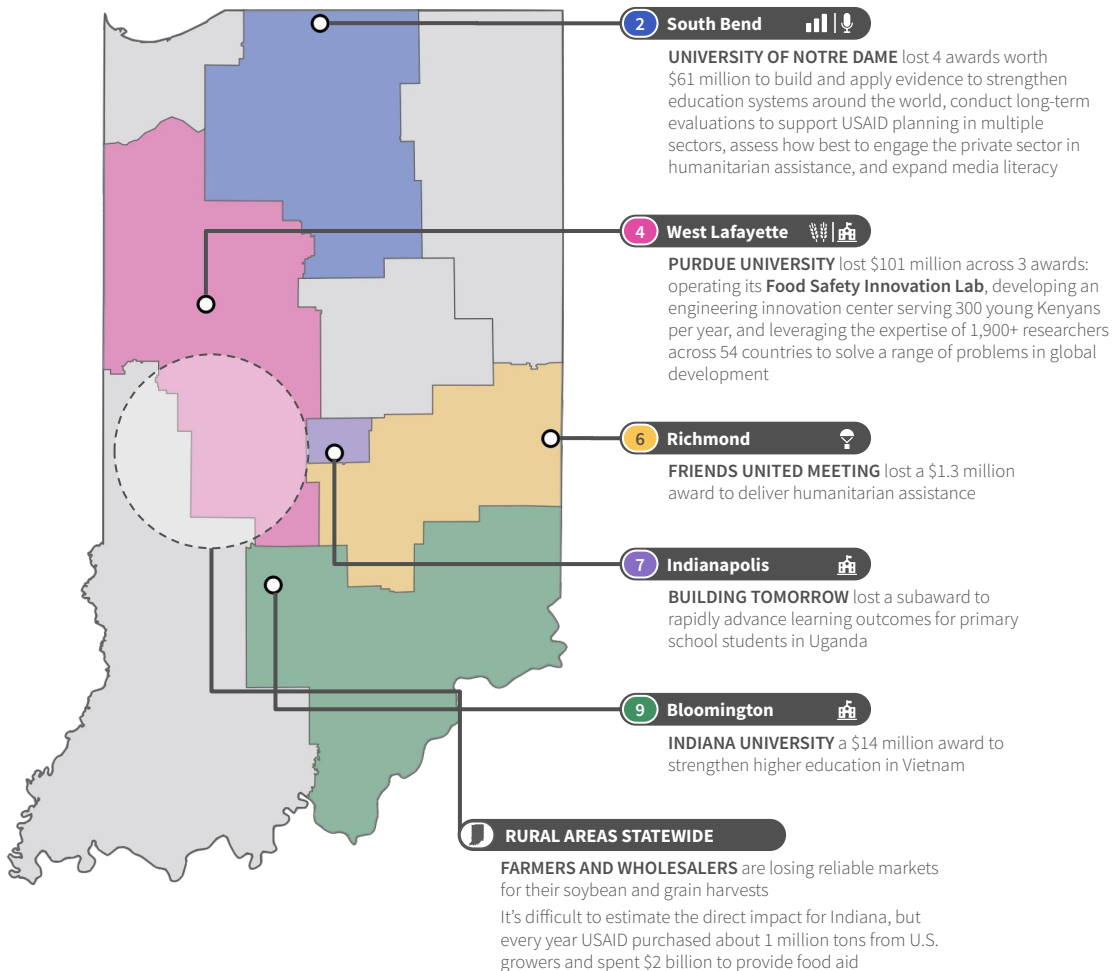 2 South Bend
UNIVERSITY OF NOTRE DAME lost 4 awards worth
$61 million to build and apply evidence to strengthen
education systems around the world, conduct long-term
evaluations to support USAID planning in multiple
sectors, assess how best to engage the private sector in
humanitarian assistance, and expand media literacy
4 West Lafayette
PURDUE UNIVERSITY lost $101 million across 3 awards:
operating its Food Safety Innovation Lab, developing an
engineering innovation center serving 300 young Kenyans
per year, and leveraging the expertise of 1,900+ researchers
across 54 countries to solve a range of problems in global
development
6 Richmond
FRIENDS UNITED MEETING lost a $1.3 million
award to deliver humanitarian assistance
7 Indianapolis
BUILDING TOMORROW lost a subaward to
rapidly advance learning outcomes for primary
school students in Uganda
9 Bloomington
INDIANA UNIVERSITY a $14 million award to
strengthen higher education in Vietnam
RURAL AREAS STATEWIDE
FARMERS AND WHOLESALERS are losing reliable markets
for their soybean and grain harvests
It's difficult to estimate the direct impact for Indiana, but
every year USAID purchased about 1 million tons from U.S.
growers and spent $2 billion to provide food aid